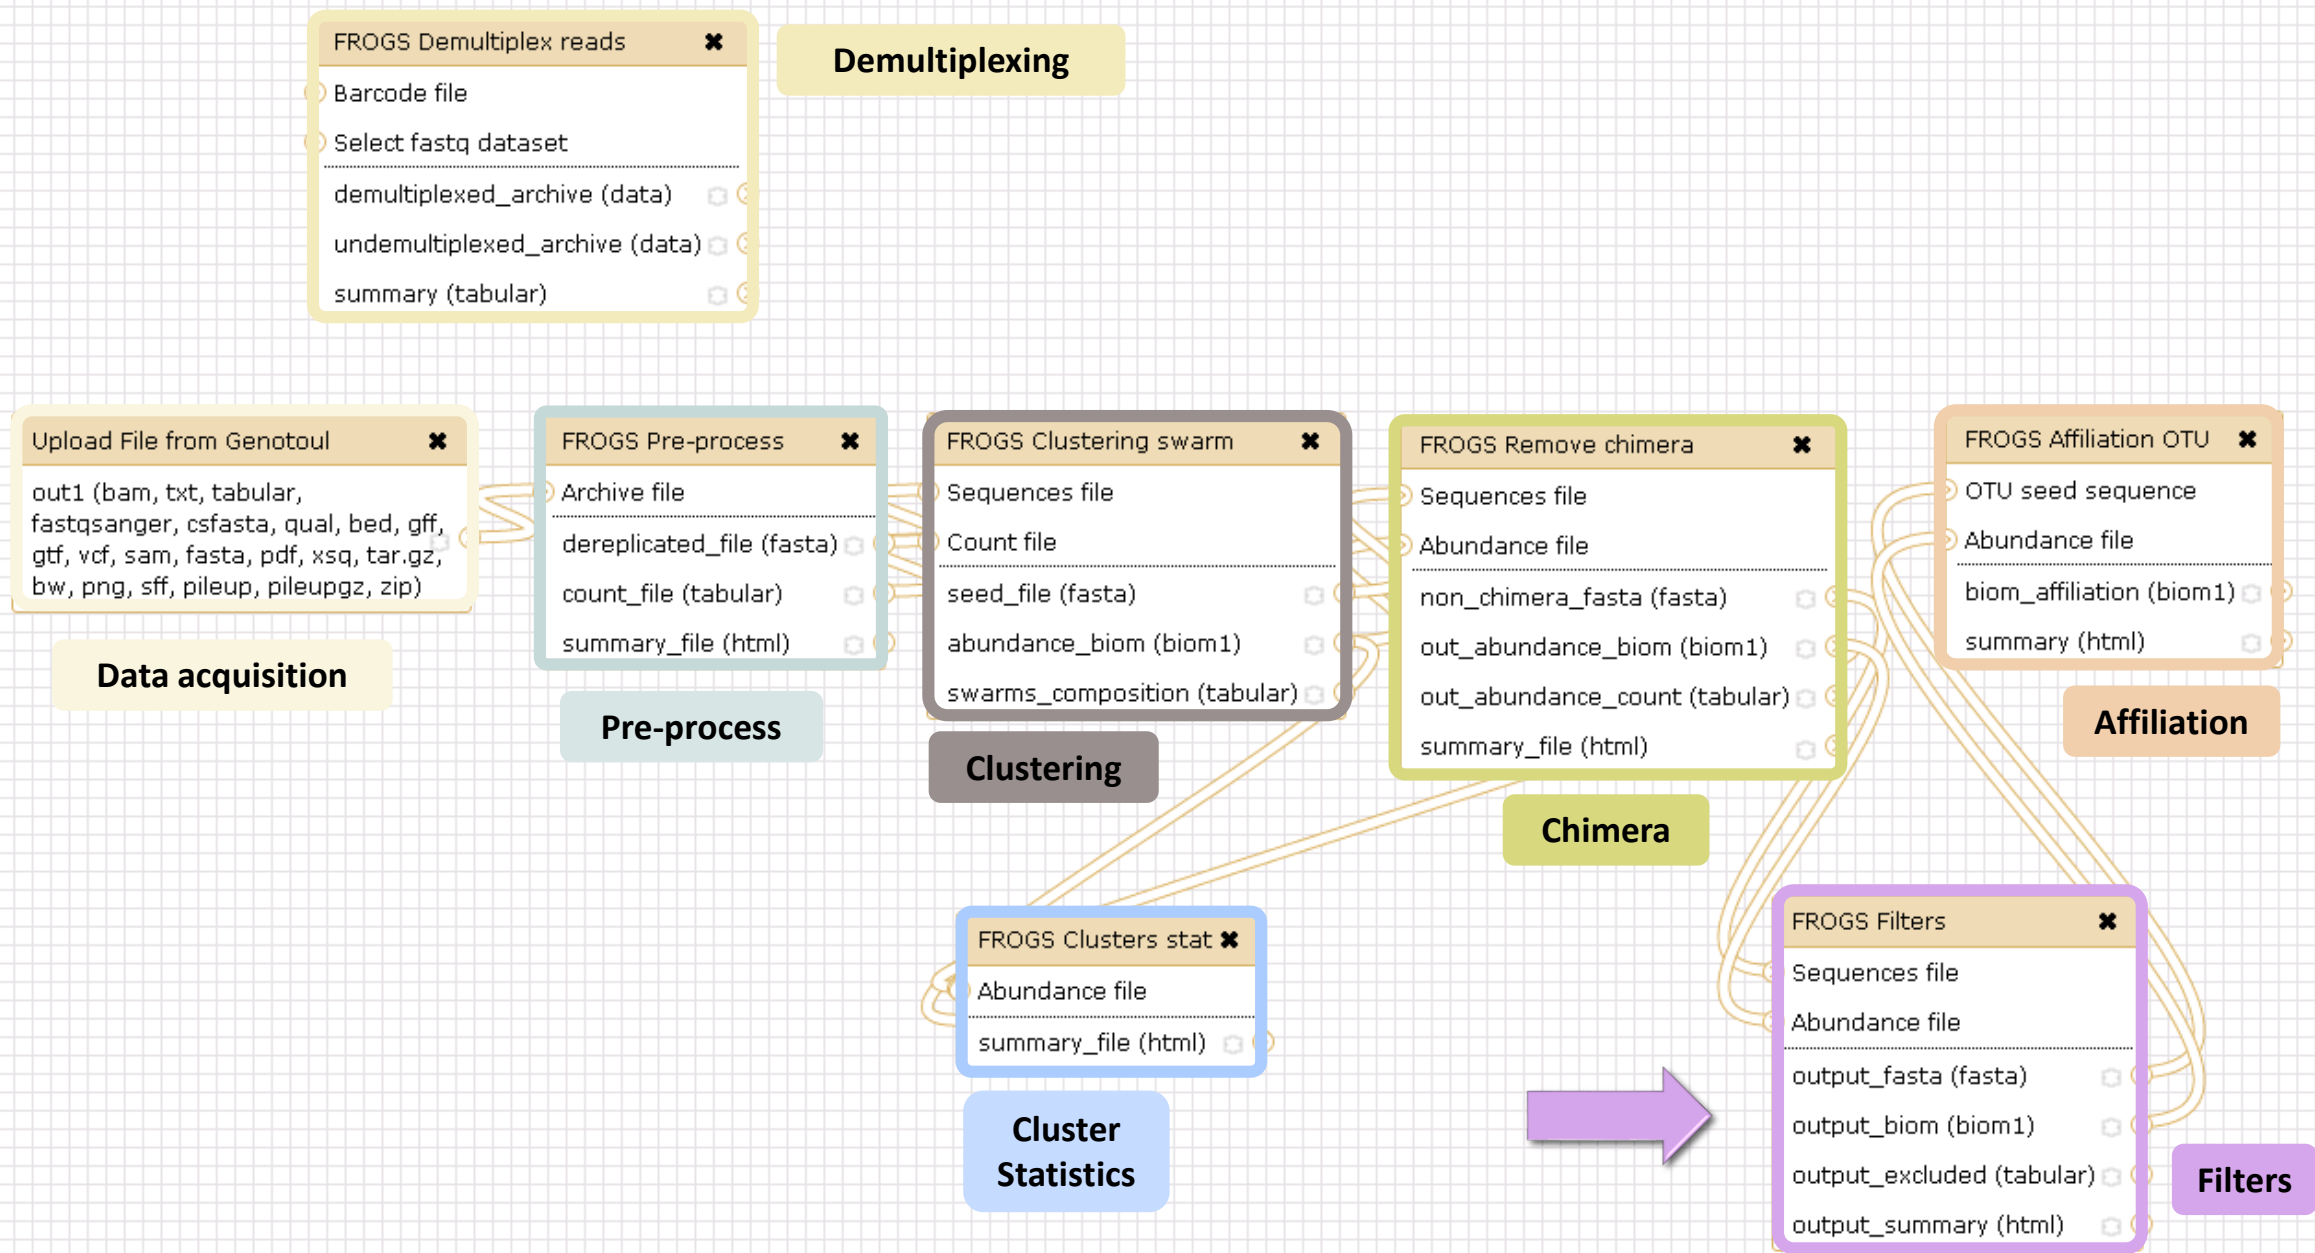 FROGS Demultiplex reads
Barcode file
Select fastq dataset
demultiplexed_archive (data)
undemultiplexed_archive (data)
summary (tabular)
Demultiplexing
Upload File from Genotoul
out1 (bam, txt, tabular,
fastqsanger, csfasta, qual, bed, gff,
gtf, vcf, sam, fasta, pdf, xsq, tar.gz,
bw, png, sff, pileup, pileupgz, zip)
Data acquisition
FROGS Pre-process
Archive file
dereplicated_file (fasta)
count_file (tabular)
summary_file (html)
Pre-process
FROGS Clustering swarm
Sequences file
Count file
seed_file (fasta)
abundance_biom (biom1)
swarms_composition (tabular)
Clustering
FROGS Remove chimera
Sequences file
Abundance file
non_chimera_fasta (fasta)
out_abundance_biom (biom1)
out_abundance_count (tabular)
summary_file (html)
Chimera
FROGS Affiliation OTU
OTU seed sequence
Abundance file
biom_affiliation (biom1)
summary (html)
Affiliation
FROGS Clusters stat
Abundance file
summary_file (html)
Cluster
Statistics
FROGS Filters
Sequences file
Abundance file
output_fasta (fasta)
output_biom (biom1)
output_excluded (tabular)
output_summary (html)
Filters